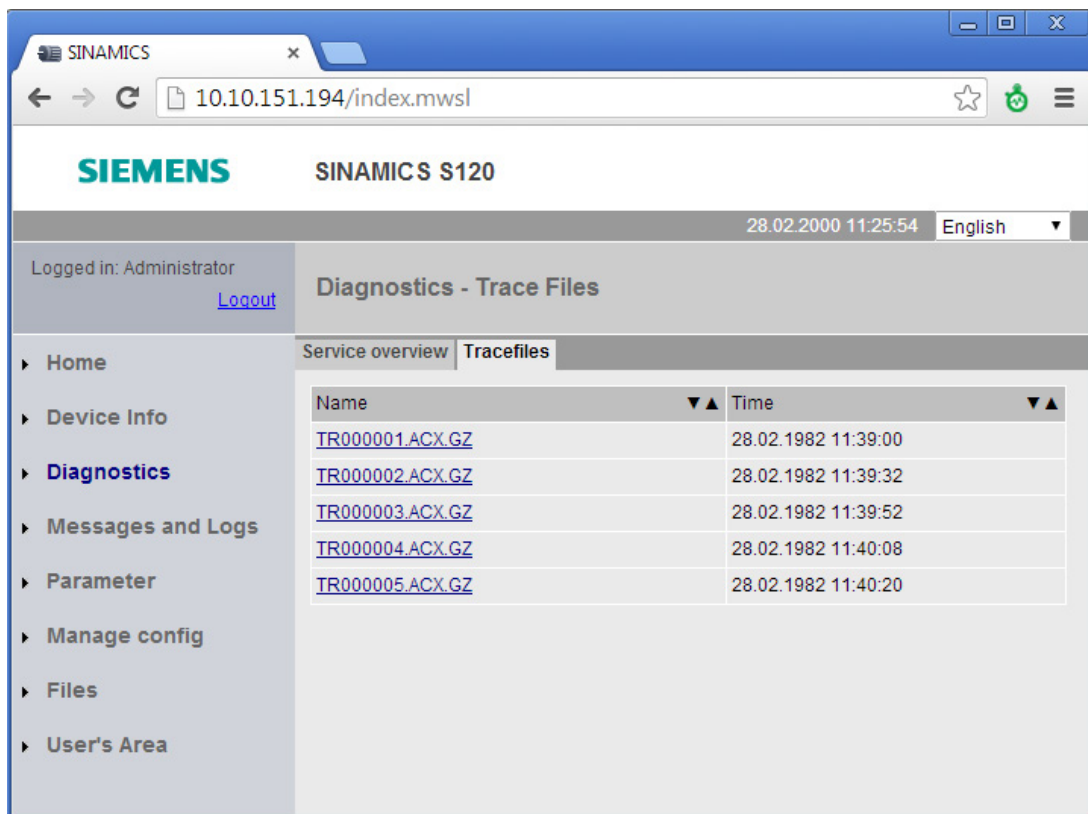 SINAMICS
10.10.151.194/index.mwsl
SIEMENS SINAMICS S120
28.02.2000 11:25:54 English
Logged in: Administrator
Logout
Diagnostics - Trace Files
Service overview Tracefiles
Home
Device Info
Diagnostics
Messages and Logs
Parameter
Manage config
Files
User's Area
Name Time
TR000001.ACX.GZ 28.02.1982 11:39:00
TR000002.ACX.GZ 28.02.1982 11:39:32
TR000003.ACX.GZ 28.02.1982 11:39:52
TR000004.ACX.GZ 28.02.1982 11:40:08
TR000005.ACX.GZ 28.02.1982 11:40:20